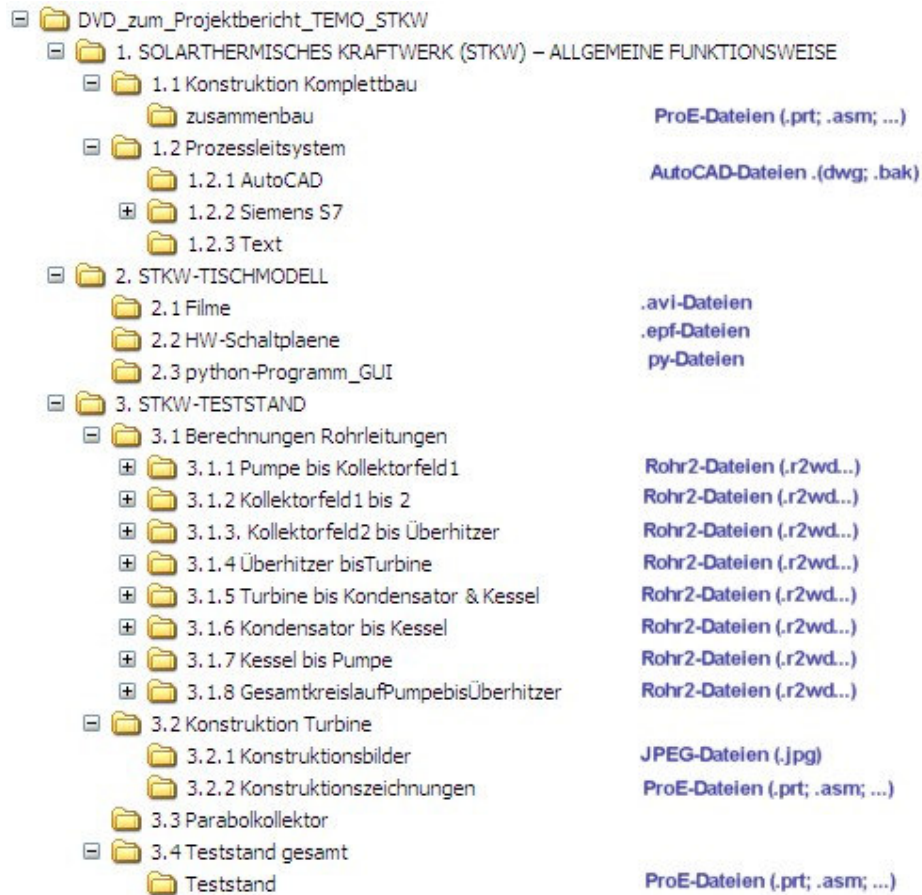 DVD_zum_Projektbericht_TEMO_STKW
1. SOLARTHERMISCHES KRAFTWERK (STKW) – ALLGEMEINE FUNKTIONSWEISE
1.1 Konstruktion Komplettbau
zusammenbau ProE-Dateien (.prt; .asm; ...)
1.2 Prozessleitsystem
1.2.1 AutoCAD AutoCAD-Dateien .(dwg; .bak)
1.2.2 Siemens S7
1.2.3 Text
2. STKW-TISCHMODELL
2.1 Filme .avi-Dateien
2.2 HW-Schaltplaene .epf-Dateien
2.3 python-Programm_GUI py-Dateien
3. STKW-TESTSTAND
3.1 Berechnungen Rohrleitungen
3.1.1 Pumpe bis Kollektorfeld1 Rohr2-Dateien (.r2wd...)
3.1.2 Kollektorfeld1 bis 2 Rohr2-Dateien (.r2wd...)
3.1.3. Kollektorfeld2 bis Überhitzer Rohr2-Dateien (.r2wd...)
3.1.4 Überhitzer bisTurbine Rohr2-Dateien (.r2wd...)
3.1.5 Turbine bis Kondensator & Kessel Rohr2-Dateien (.r2wd...)
3.1.6 Kondensator bis Kessel Rohr2-Dateien (.r2wd...)
3.1.7 Kessel bis Pumpe Rohr2-Dateien (.r2wd...)
3.1.8 GesamtkreislaufPumpebisÜberhitzer Rohr2-Dateien (.r2wd...)
3.2 Konstruktion Turbine
3.2.1 Konstruktionsbilder JPEG-Dateien (.jpg)
3.2.2 Konstruktionszeichnungen ProE-Dateien (.prt; .asm; ...)
3.3 Parabolkollektor
3.4 Teststand gesamt
Teststand ProE-Dateien (.prt; .asm; ...)